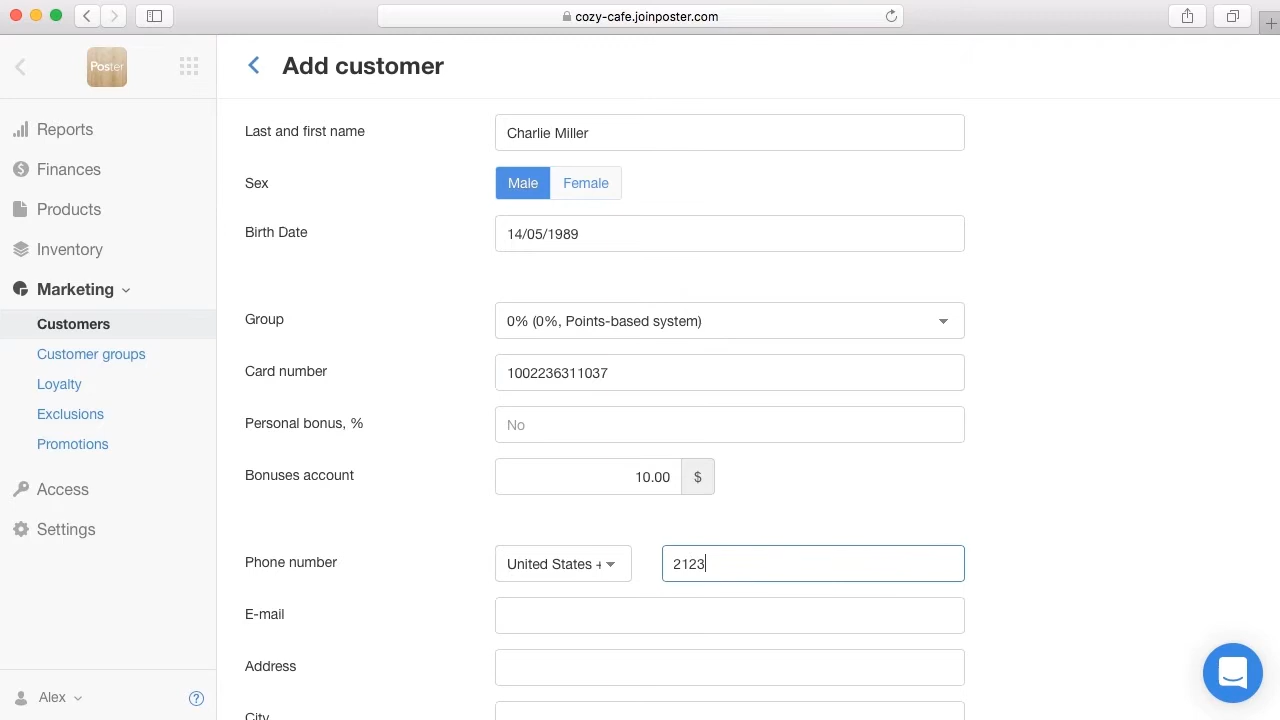 cozy-cafe.joinposter.com
Poster
Add customer
Reports
Finances
Products
Inventory
Marketing
Customers
Customer groups
Loyalty
Exclusions
Promotions
Access
Settings
Alex
?
Last and first name
Charlie Miller
Sex
Male Female
Birth Date
14/05/1989
Group
0% (0%, Points-based system)
Card number
1002236311037
Personal bonus, %
No
Bonuses account
10.00 $
Phone number
United States +
2123
E-mail
Address
City